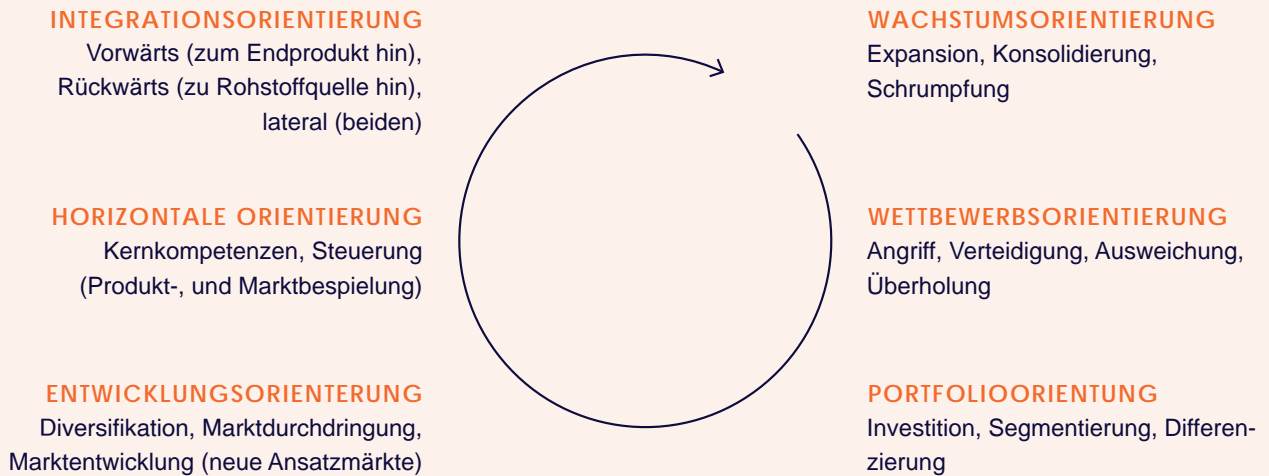 INTEGRATIONSORIENTIERUNG
Vorwärts (zum Endprodukt hin),
Rückwärts (zu Rohstoffquelle hin),
lateral (beiden)
HORIZONTALE ORIENTIERUNG
Kernkompetenzen, Steuerung
(Produkt-, und Marktbespielung)
ENTWICKLUNGSORIENTERUNG
Diversifikation, Marktdurchdringung,
Marktentwicklung (neue Ansatzmärkte)
WACHSTUMSORIENTIERUNG
Expansion, Konsolidierung,
Schrumpfung
WETTBEWERBSORIENTIERUNG
Angriff, Verteidigung, Ausweichung,
Überholung
PORTFOLIOORIENTUNG
Investition, Segmentierung, Differen-
zierung